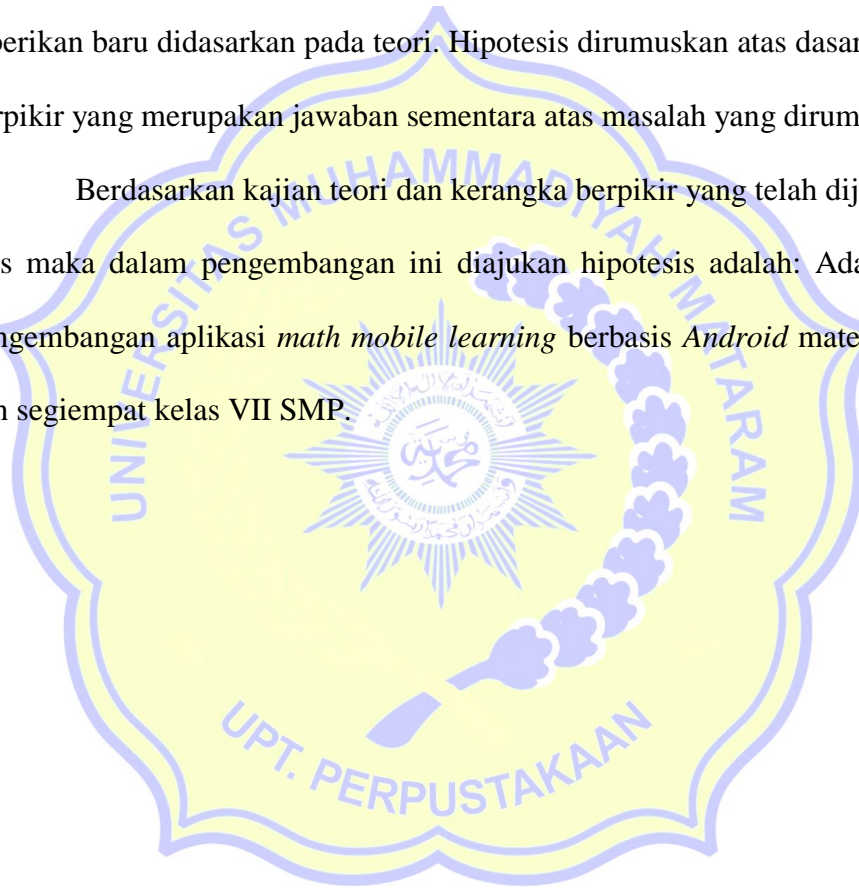 berikan baru didasarkan pada teori. Hipotesis dirumuskan atas dasar
rpikir yang merupakan jawaban sementara atas masalah yang dirum
Berdasarkan kajian teori dan kerangka berpikir yang telah dij
s maka dalam pengembangan ini diajukan hipotesis adalah: Ada
ngembangan aplikasi math mobile learning berbasis Android mate
n segiempat kelas VII SMP.
UNIVERSITAS MUHAMMADIYAH MATARAM
UPT. PERPUSTAKAAN